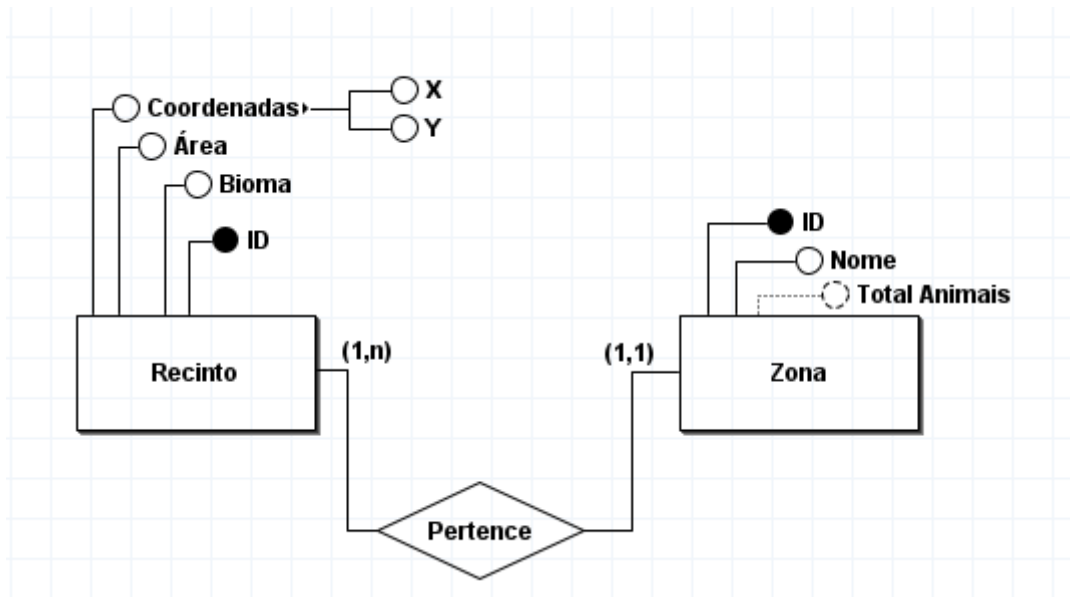 Coordenadas
X
Y
Área
Bioma
ID
ID
Nome
Total Animais
Recinto
(1,n)
(1,1)
Zona
Pertence